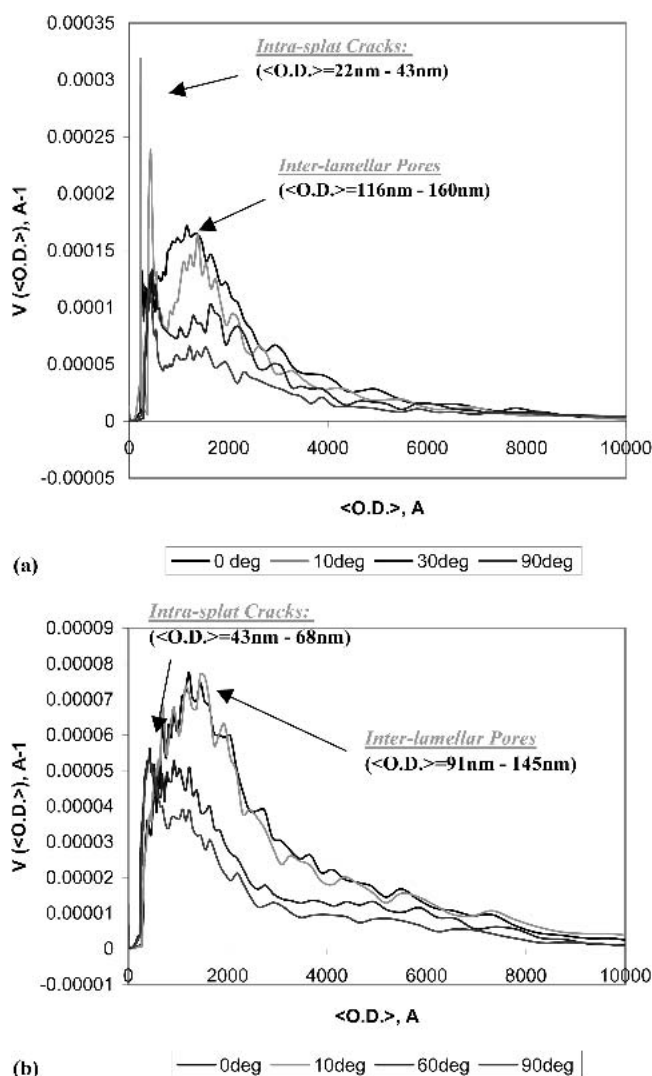 0.00035
0.0003
0.00025
0.0002
0.00015
0.0001
0.00005
0
-0.00005
V (<O.D.>), A-1
Intra-splat Cracks:
(<O.D.>=22nm - 43nm)
Inter-lamellar Pores
(<O.D.>=116nm - 160nm)
0 2000 4000 6000 8000 10000
<O.D.>, A
(a)
0 deg 10deg 30deg 90deg
Intra-splat Cracks:
(<O.D.>=43nm - 68nm)
0.00009
0.00008
0.00007
0.00006
0.00005
0.00004
0.00003
0.00002
0.00001
0
-0.00001
V (<O.D.>), A-1
Inter-lamellar Pores
(<O.D.>=91nm - 145nm)
0 2000 4000 6000 8000 10000
<O.D.>, A
(b)
0deg 10deg 60deg 90deg